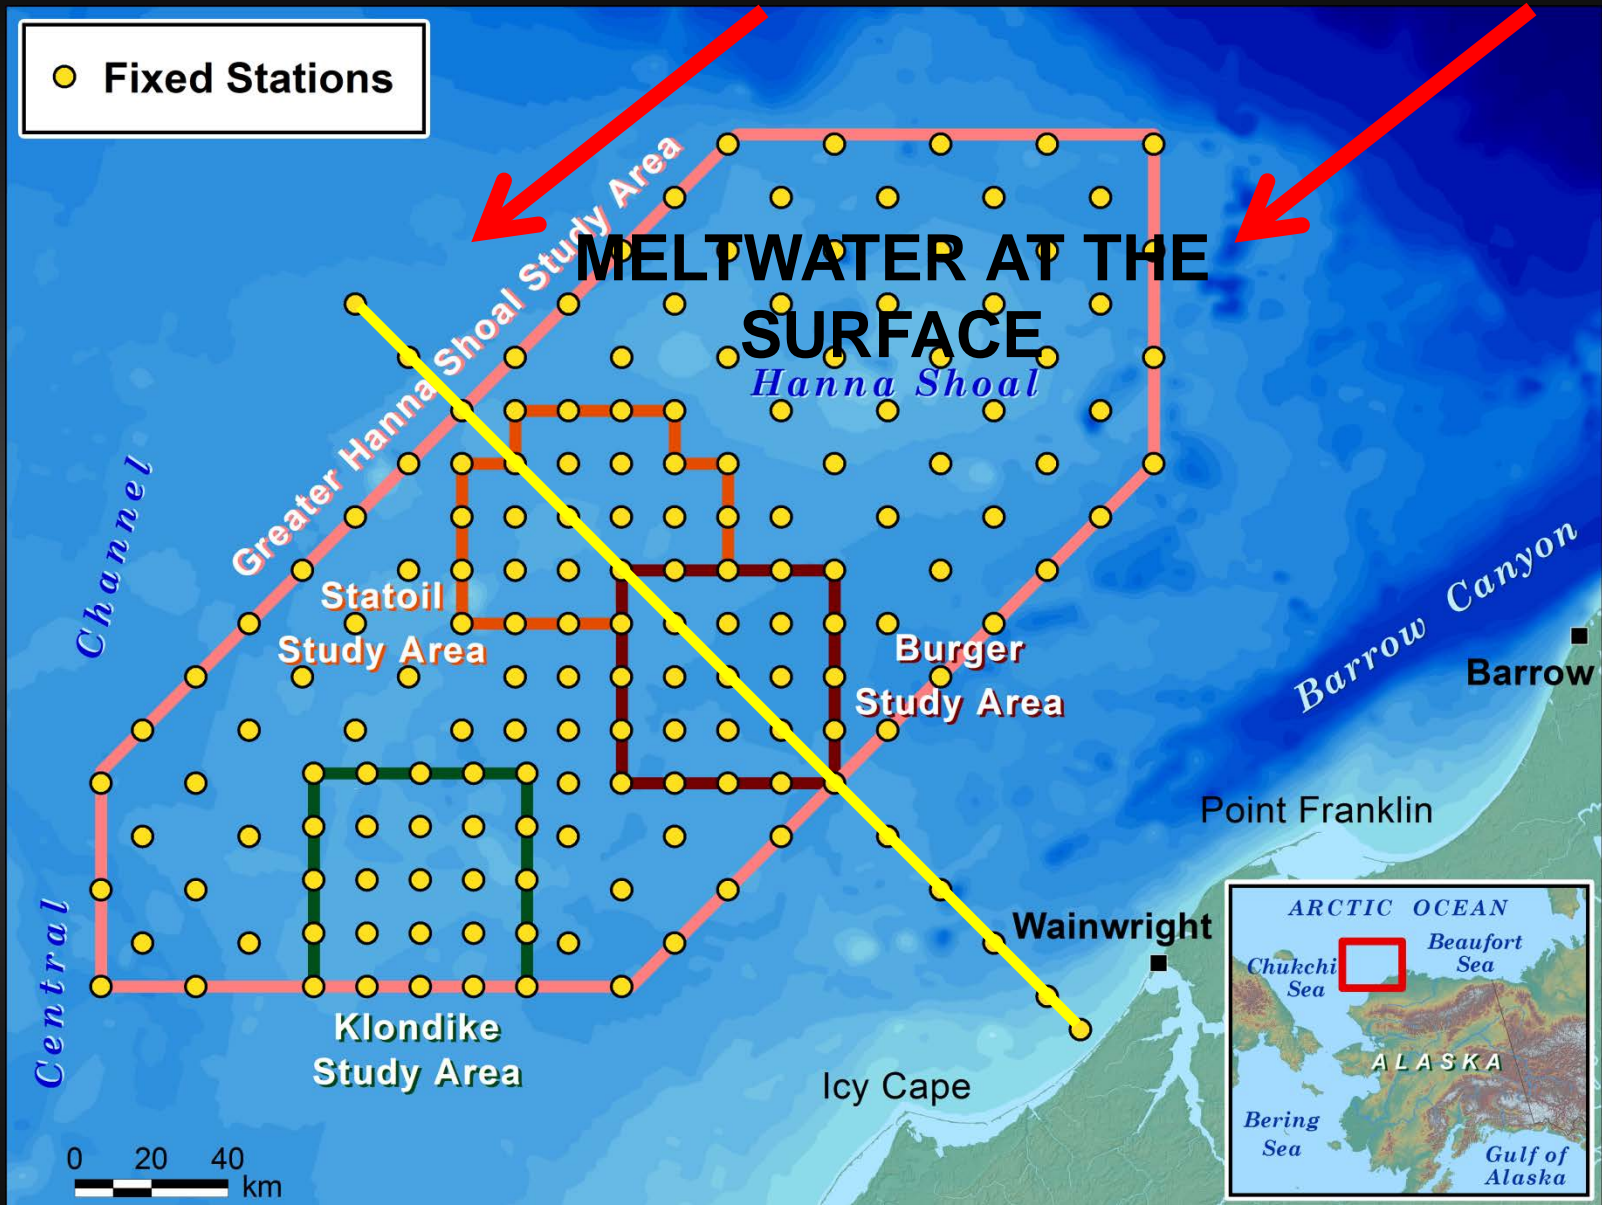 Fixed Stations
Greater Hanna Shoal Study Area
MELTWATER AT THE
SURFACE
Hanna Shoal
Channel
Statoil
Study Area
Burger
Study Area
Barrow Canyon
Barrow
Point Franklin
Central
Wainwright
Klondike
Study Area
Icy Cape
0 20 40
km
ARCTIC OCEAN
Beaufort
Sea
Chukchi
Sea
ALASKA
Bering
Sea
Gulf of
Alaska